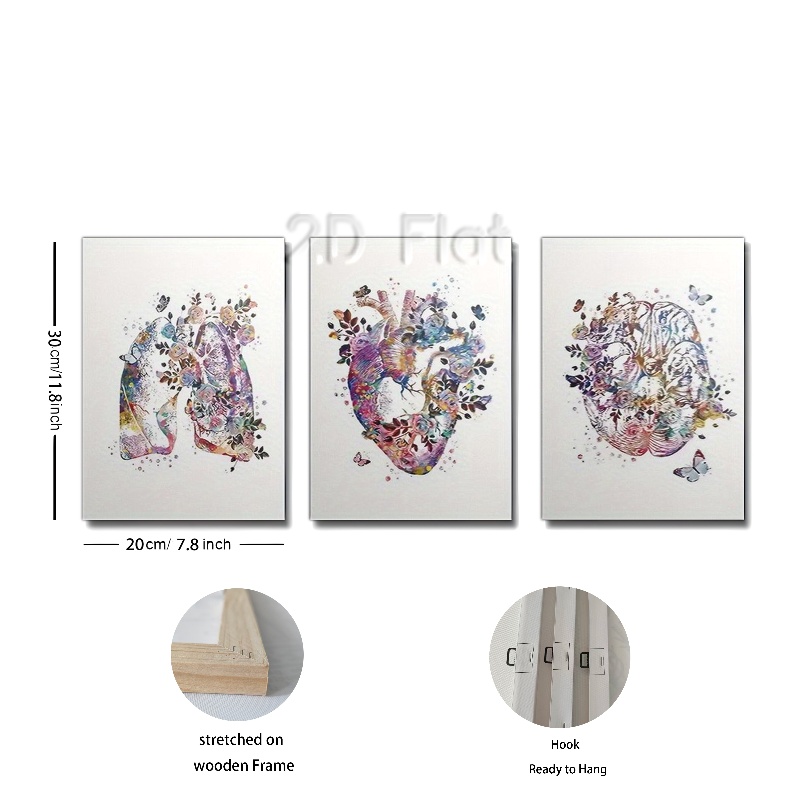 2D Flat
30cm/11.8inch
20cm/ 7.8 inch
stretched on
wooden Frame
Hook
Ready to Hang